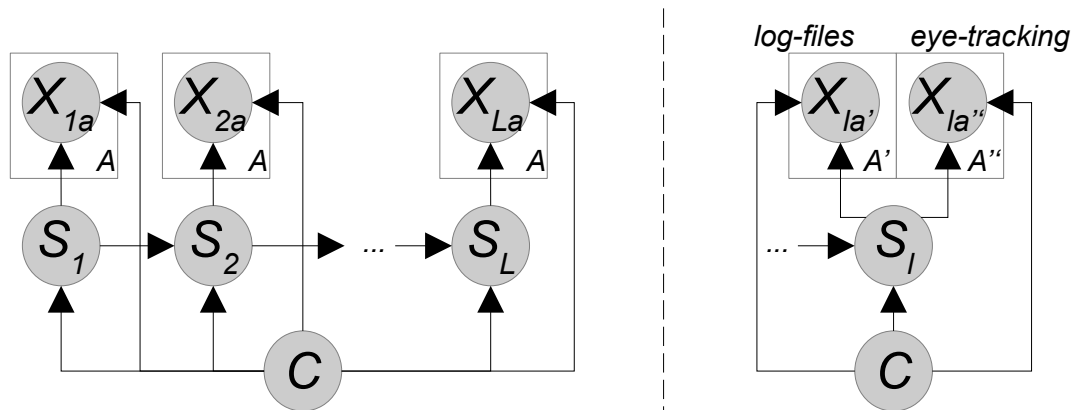 log-files eye-tracking
X1a X2a XLa Xla' Xla"
A A A A' A"
S1 S2 ... SL ... Sl
C C